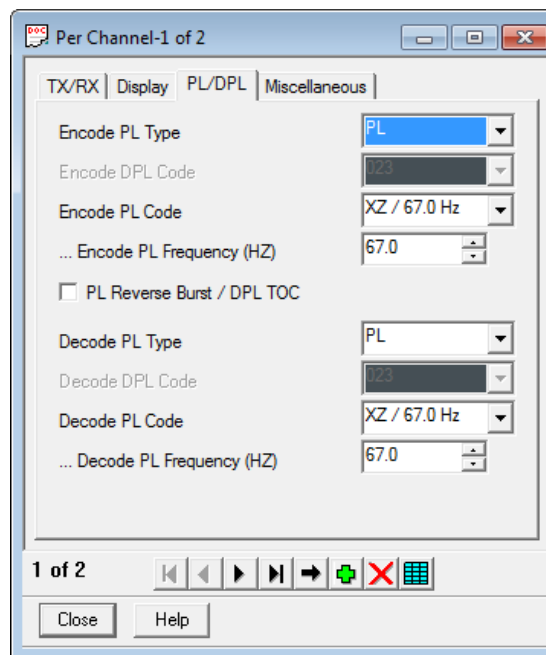 DOC Per Channel-1 of 2
TX/RX Display PL/DPL Miscellaneous
Encode PL Type PL
Encode DPL Code 023
Encode PL Code XZ / 67.0 Hz
... Encode PL Frequency (HZ) 67.0
PL Reverse Burst / DPL TOC
Decode PL Type PL
Decode DPL Code 023
Decode PL Code XZ / 67.0 Hz
... Decode PL Frequency (HZ) 67.0
1 of 2
Close Help